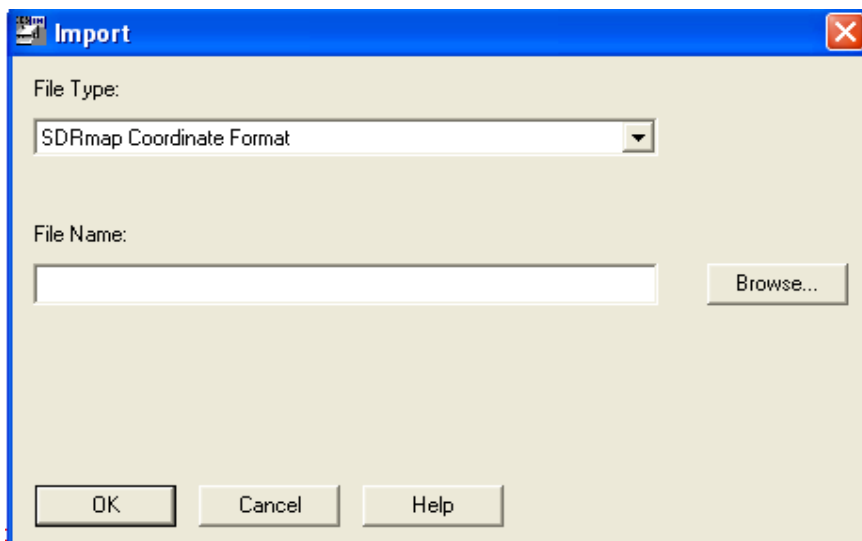 Import
File Type:
SDRmap Coordinate Format
File Name:
Browse...
OK Cancel Help